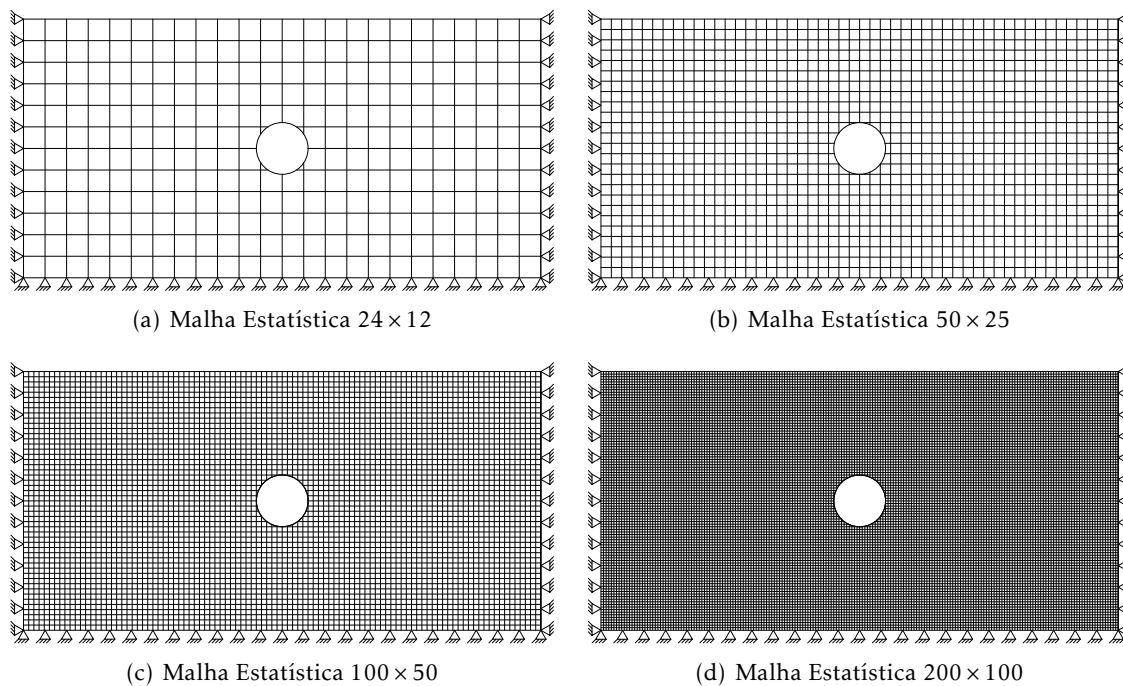 (a) Malha Estatística 24 × 12
(b) Malha Estatística 50 × 25
(c) Malha Estatística 100 × 50
(d) Malha Estatística 200 × 100